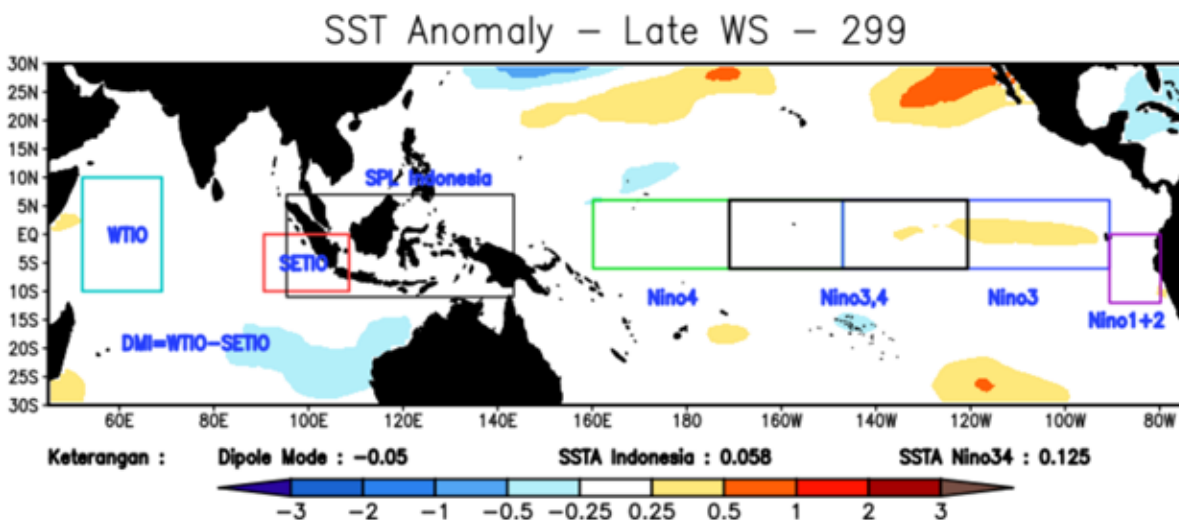 SST Anomaly – Late WS – 299
30N
25N
20N
15N
10N
5N
EQ
5S
10S
15S
20S
25S
30S
SPL Indonesia
WTIO
SETIO
Nino4
Nino3,4
Nino3
Nino1+2
DMI=WTIO–SETIO
60E 80E 100E 120E 140E 160E 180 160W 140W 120W 100W 80W
Keterangan : Dipole Mode : –0.05 SSTA Indonesia : 0.058 SSTA Nino34 : 0.125
–3 –2 –1 –0.5 –0.25 0.25 0.5 1 2 3